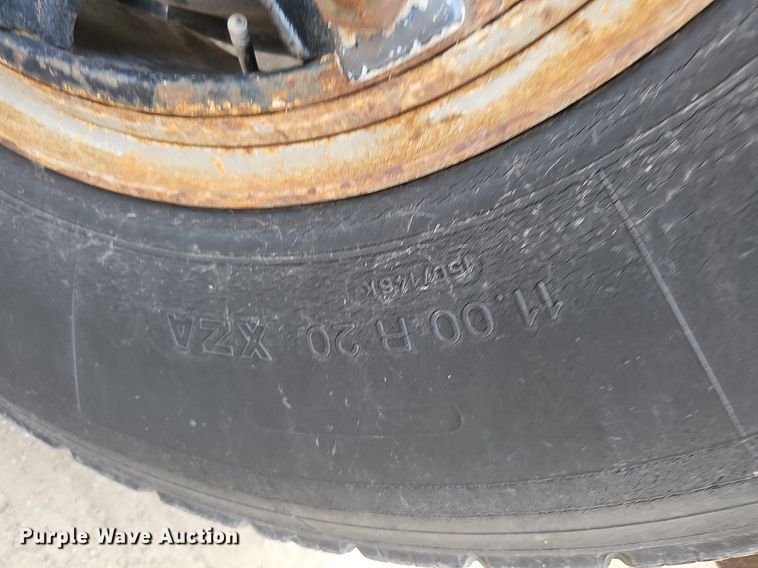 11.00 R 20 XZA
Purple Wave Auction